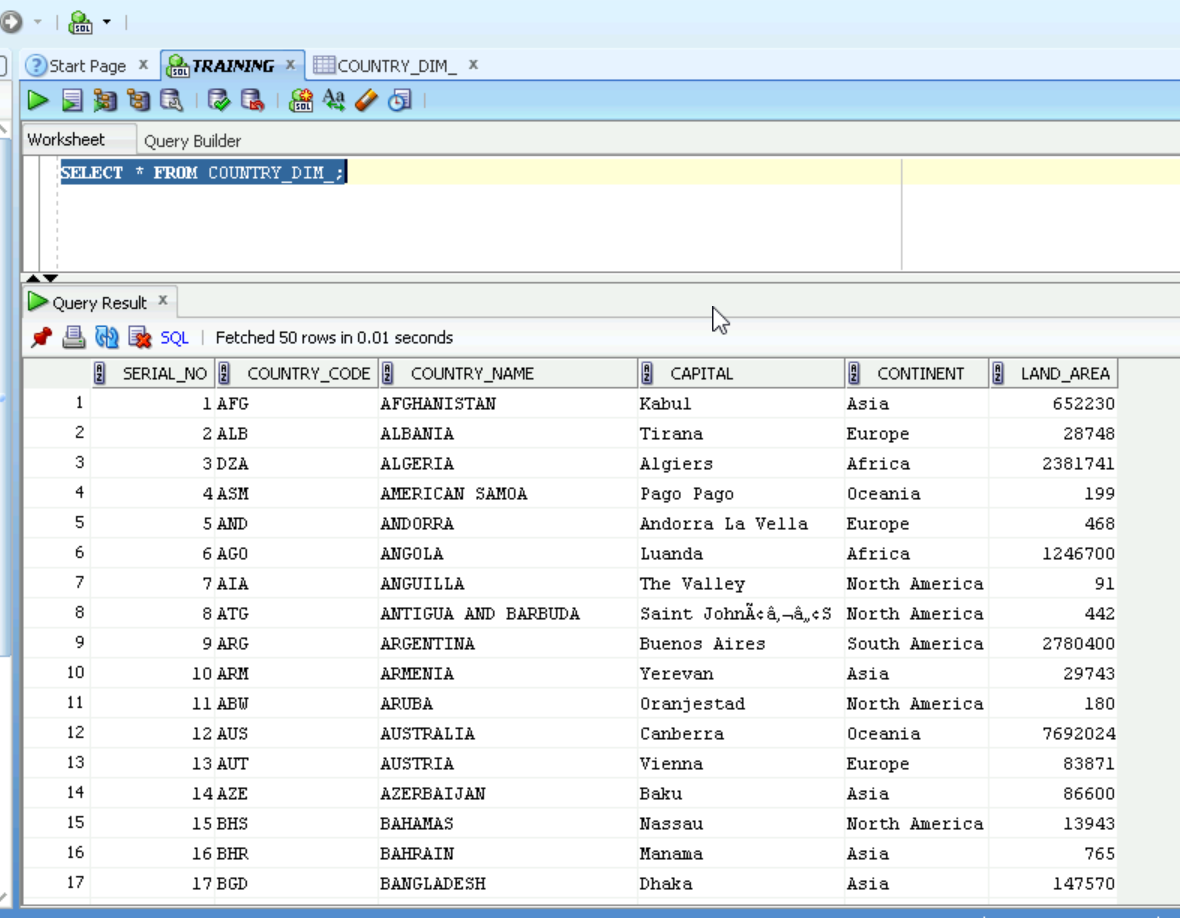 SQL
Start Page x SQL TRAINING x COUNTRY_DIM_ x
SQL Aa
Worksheet Query Builder
SELECT * FROM COUNTRY_DIM_;
Query Result x
SQL | Fetched 50 rows in 0.01 seconds
SERIAL_NO COUNTRY_CODE COUNTRY_NAME CAPITAL CONTINENT LAND_AREA
1 1 AFG AFGHANISTAN Kabul Asia 652230
2 2 ALB ALBANIA Tirana Europe 28748
3 3 DZA ALGERIA Algiers Africa 2381741
4 4 ASM AMERICAN SAMOA Pago Pago Oceania 199
5 5 AND ANDORRA Andorra La Vella Europe 468
6 6 AGO ANGOLA Luanda Africa 1246700
7 7 AIA ANGUILLA The Valley North America 91
8 8 ATG ANTIGUA AND BARBUDA Saint JohnÃ¢â‚¬â„¢S North America 442
9 9 ARG ARGENTINA Buenos Aires South America 2780400
10 10 ARM ARMENIA Yerevan Asia 29743
11 11 ABW ARUBA Oranjestad North America 180
12 12 AUS AUSTRALIA Canberra Oceania 7692024
13 13 AUT AUSTRIA Vienna Europe 83871
14 14 AZE AZERBAIJAN Baku Asia 86600
15 15 BHS BAHAMAS Nassau North America 13943
16 16 BHR BAHRAIN Manama Asia 765
17 17 BGD BANGLADESH Dhaka Asia 147570